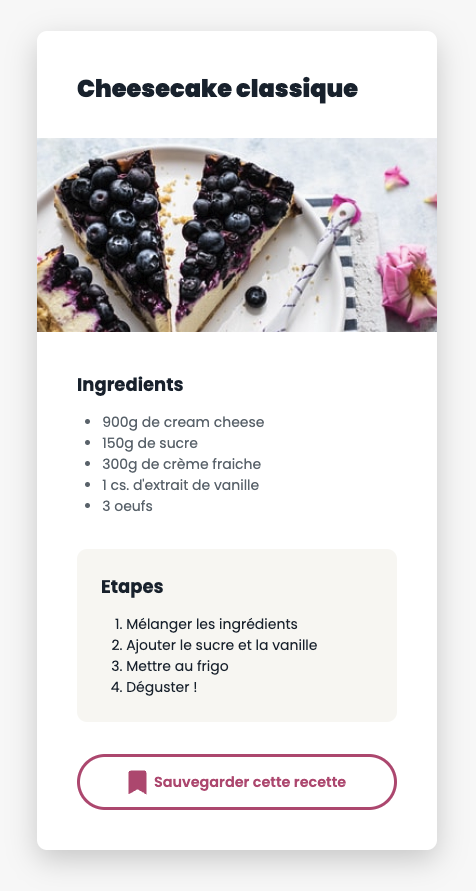 Cheesecake classique
Ingredients
• 900g de cream cheese
• 150g de sucre
• 300g de crème fraiche
• 1 cs. d'extrait de vanille
• 3 oeufs
Etapes
1. Mélanger les ingrédients
2. Ajouter le sucre et la vanille
3. Mettre au frigo
4. Déguster !
Sauvegarder cette recette